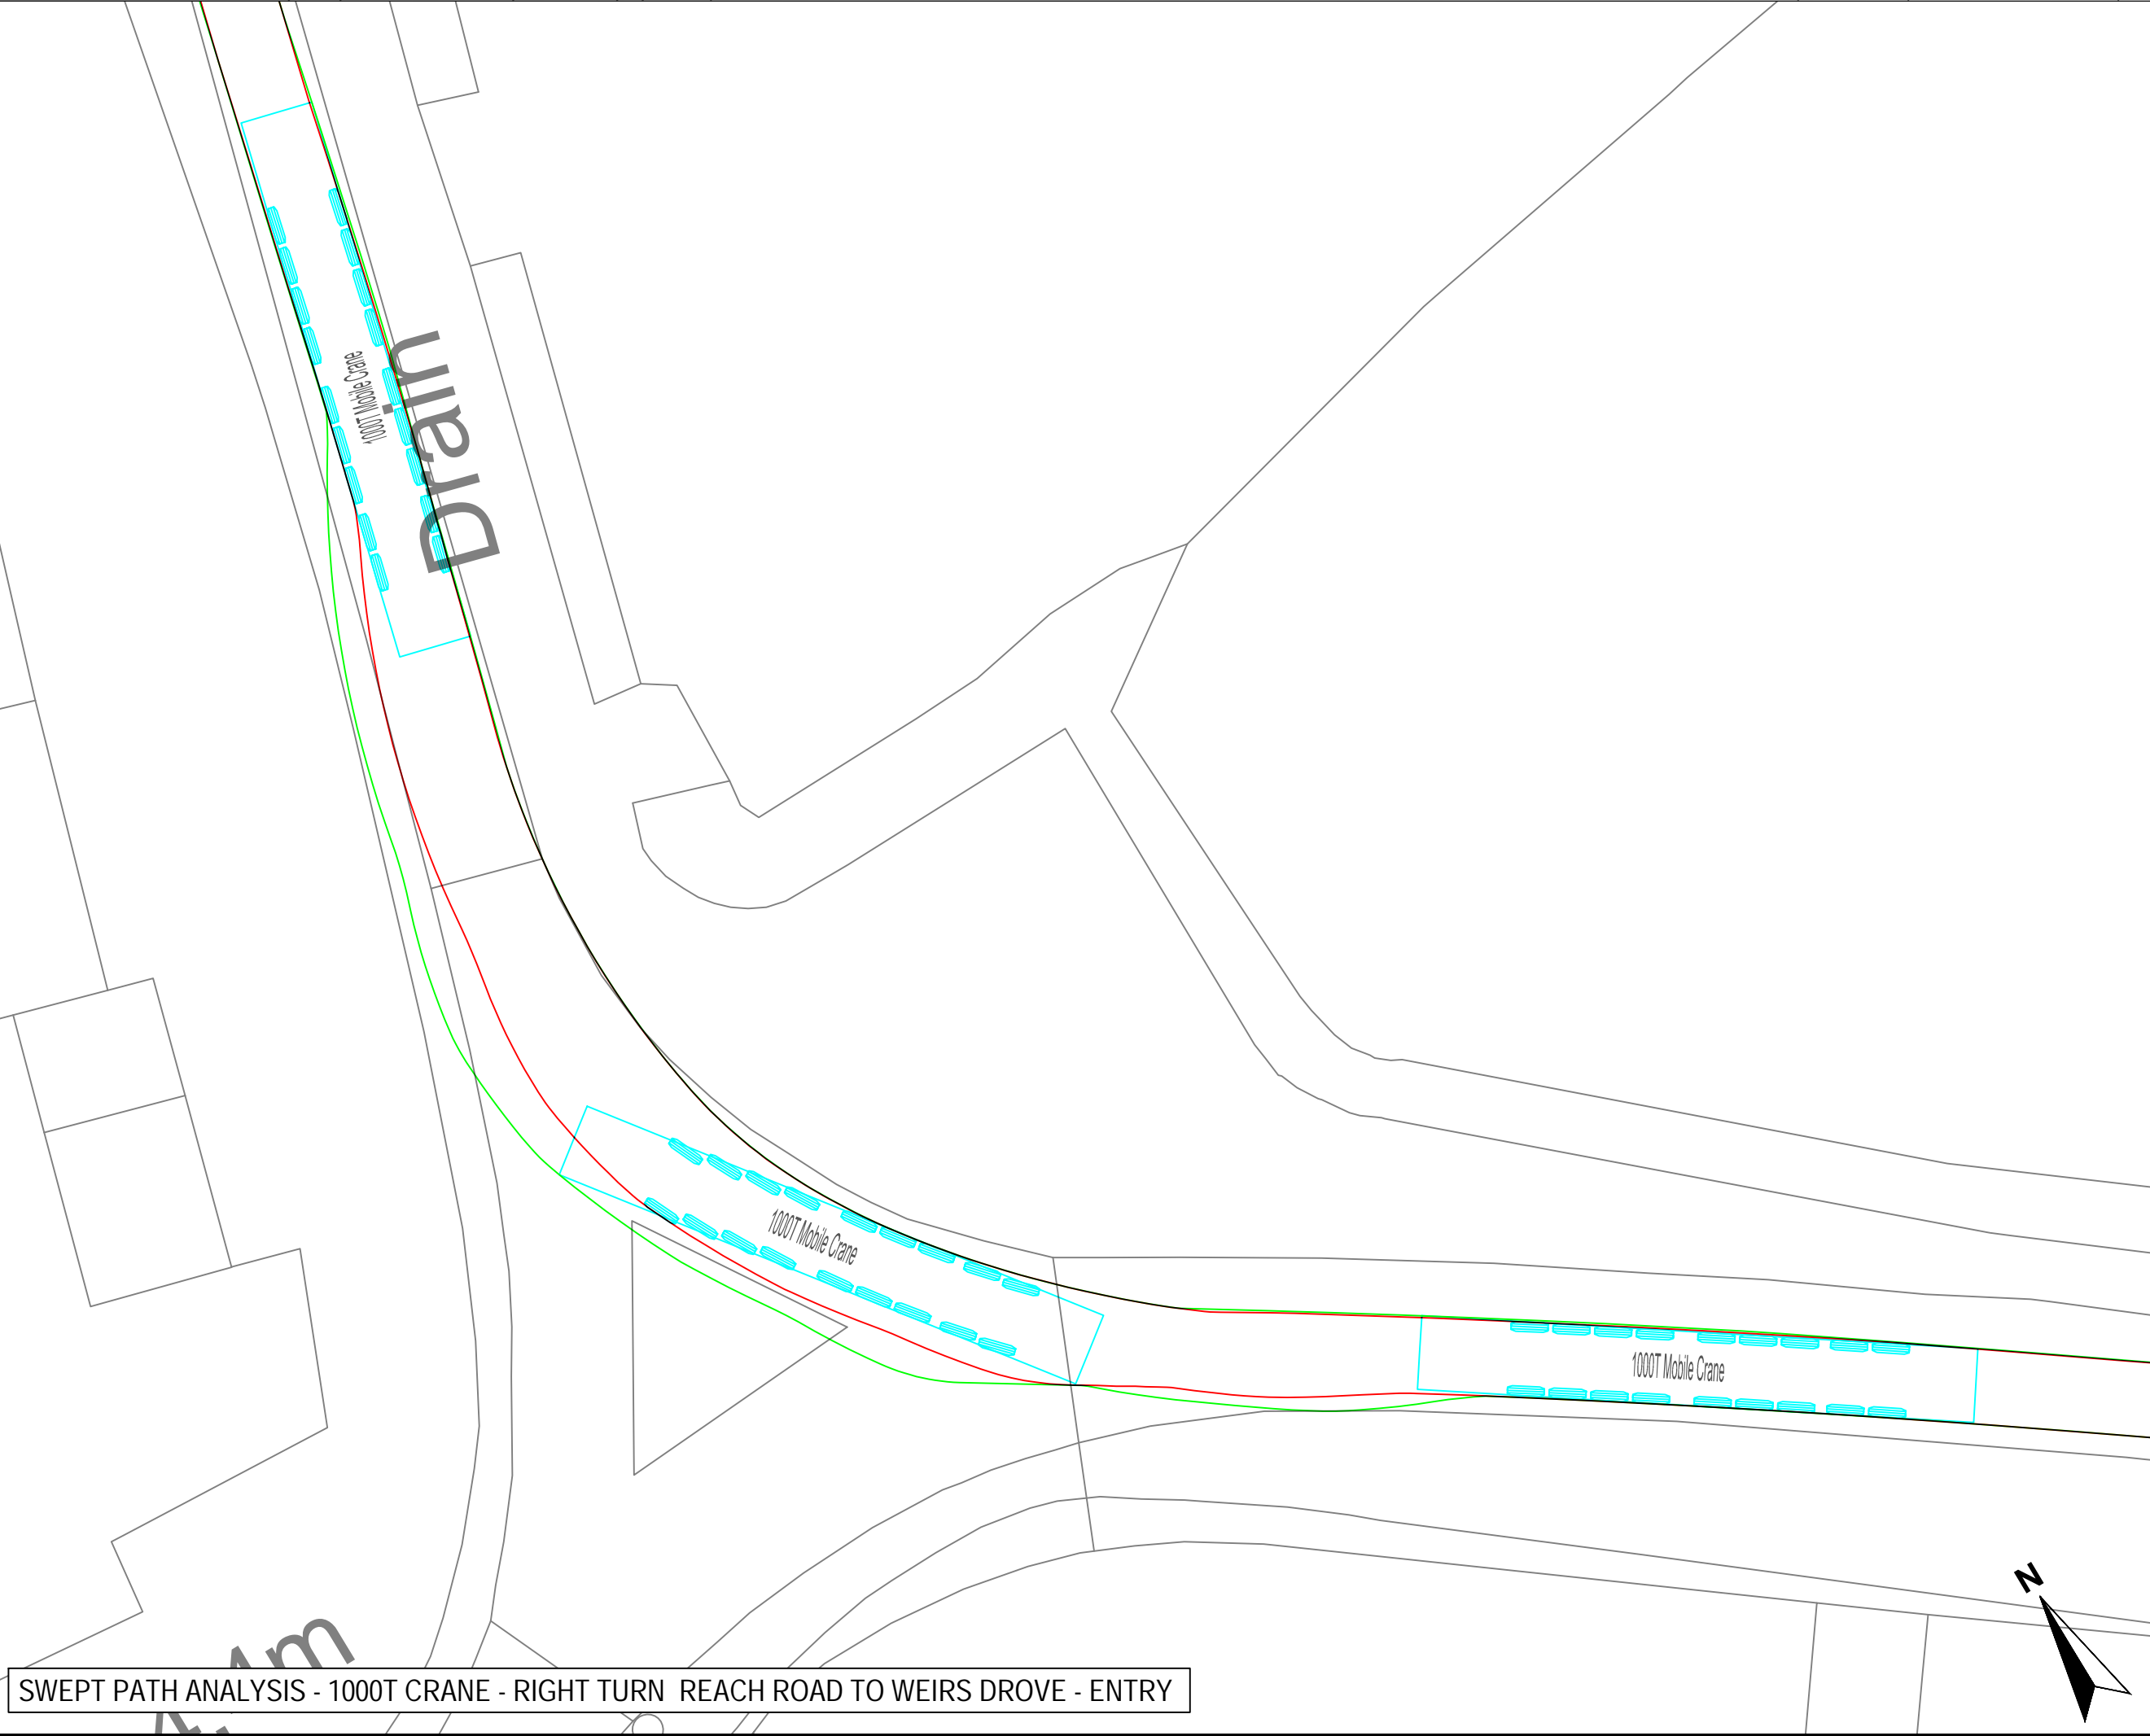 1000T Mobile Crane
Drain
1000T Mobile Crane
1000T Mobile Crane
N
SWEPT PATH ANALYSIS - 1000T CRANE - RIGHT TURN REACH ROAD TO WEIRS DROVE - ENTRY